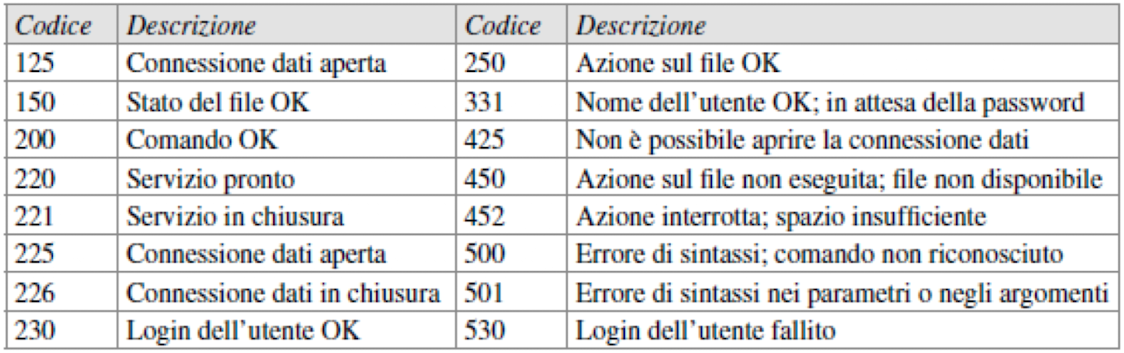 Codice Descrizione Codice Descrizione
125 Connessione dati aperta 250 Azione sul file OK
150 Stato del file OK 331 Nome dell'utente OK; in attesa della password
200 Comando OK 425 Non è possibile aprire la connessione dati
220 Servizio pronto 450 Azione sul file non eseguita; file non disponibile
221 Servizio in chiusura 452 Azione interrotta; spazio insufficiente
225 Connessione dati aperta 500 Errore di sintassi; comando non riconosciuto
226 Connessione dati in chiusura 501 Errore di sintassi nei parametri o negli argomenti
230 Login dell'utente OK 530 Login dell'utente fallito